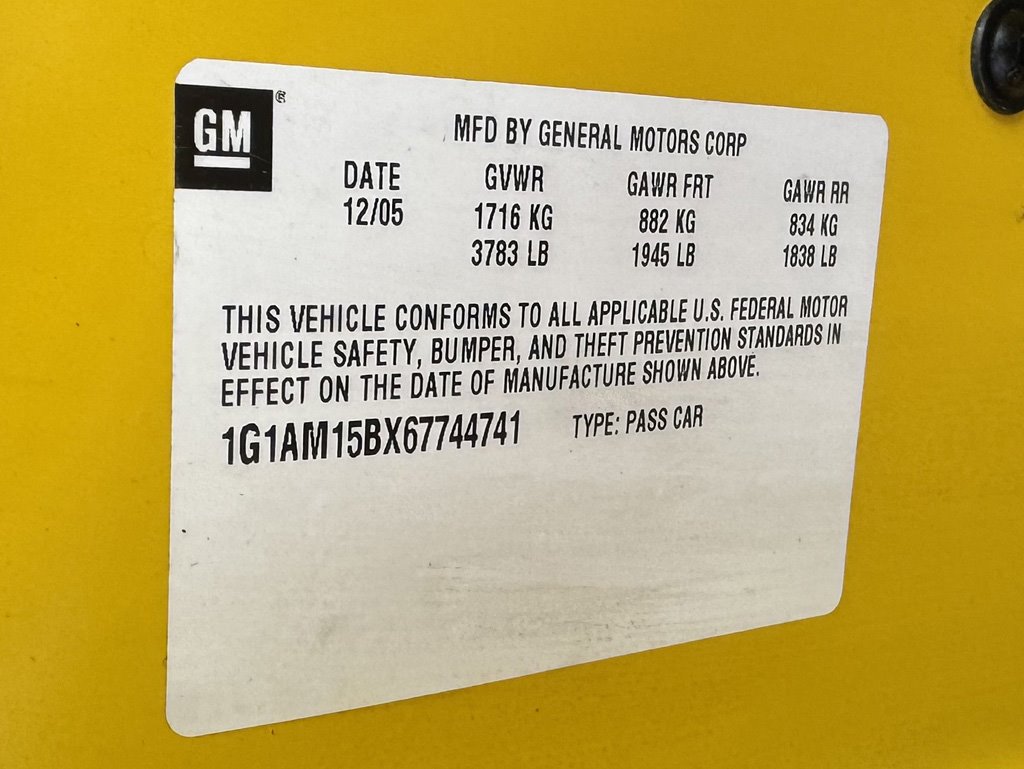 GM®
MFD BY GENERAL MOTORS CORP
DATE GVWR GAWR FRT GAWR RR
12/05 1716 KG 882 KG 834 KG
3783 LB 1945 LB 1838 LB
THIS VEHICLE CONFORMS TO ALL APPLICABLE U.S. FEDERAL MOTOR
VEHICLE SAFETY, BUMPER, AND THEFT PREVENTION STANDARDS IN
EFFECT ON THE DATE OF MANUFACTURE SHOWN ABOVE.
1G1AM15BX67744741 TYPE: PASS CAR